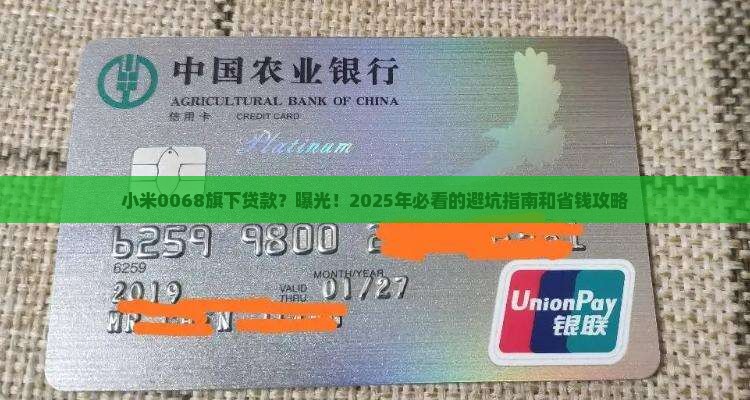 中国农业银行
AGRICULTURAL BANK OF CHINA
信用卡 CREDIT CARD
Platinum
小米0068旗下贷款？曝光！2025年必看的避坑指南和省钱攻略
6259 9800
6259
MONTH/YEAR
2019 VALID THRU 01/27
UnionPay
银联